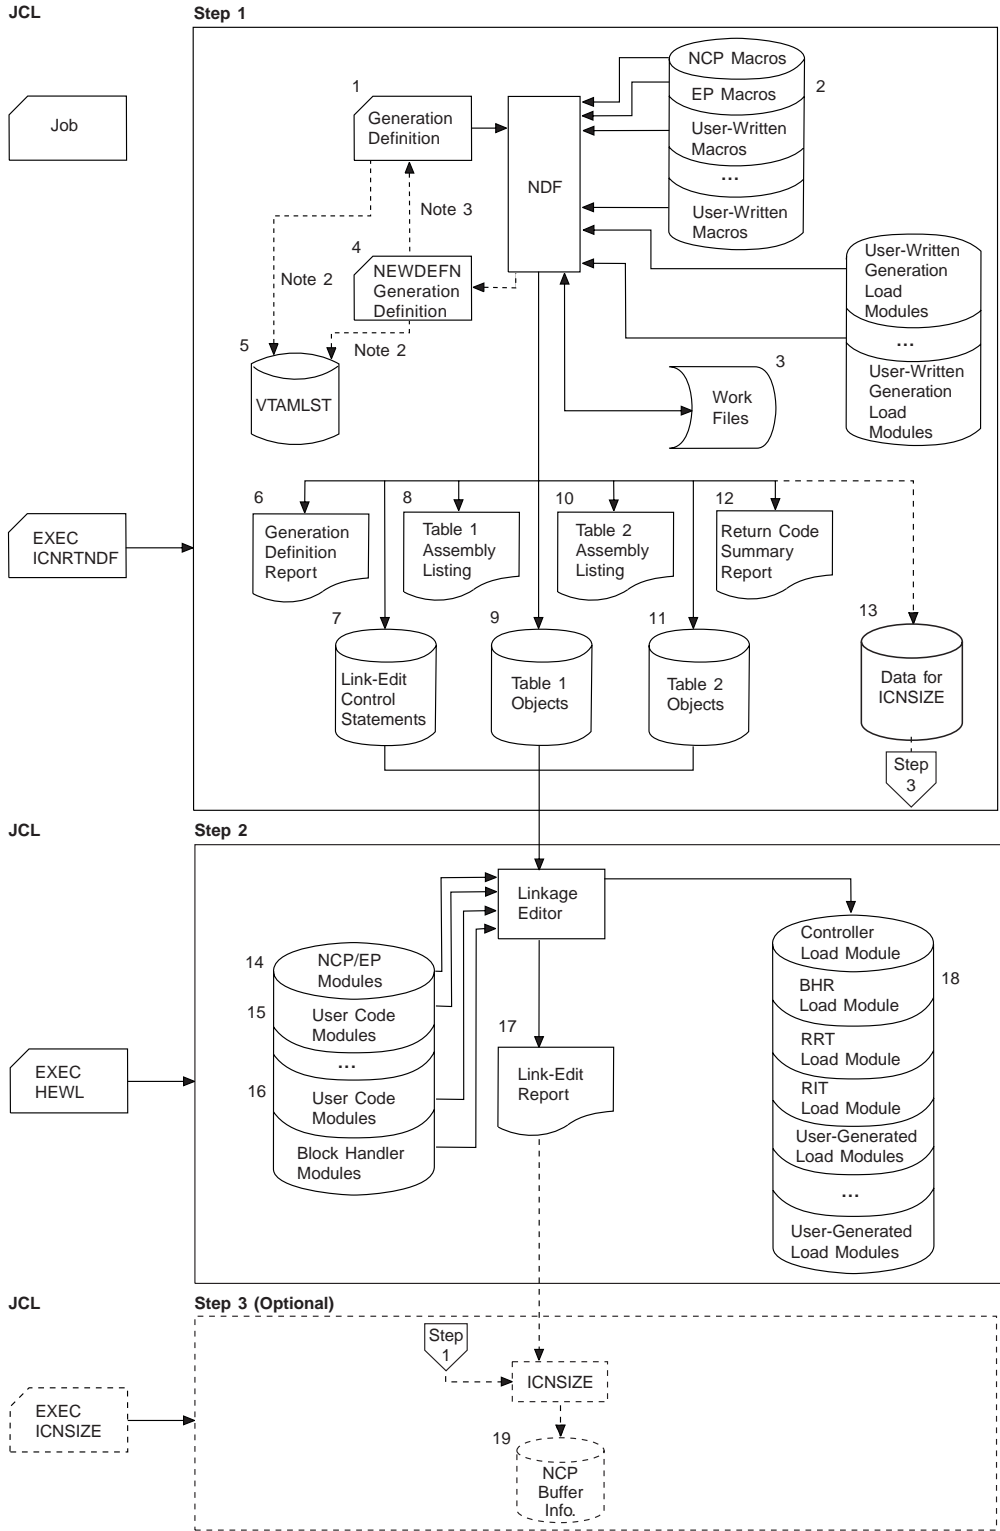 JCL
Step 1
Job
1
Generation
Definition
NDF
NCP Macros
EP Macros
User-Written
Macros
...
User-Written
Macros
2
Note 3
4
NEWDEFN
Generation
Definition
Note 2
Note 2
5
VTAMLST
User-Written
Generation
Load
Modules
...
User-Written
Generation
Load
Modules
3
Work
Files
EXEC
ICNRTNDF
6
Generation
Definition
Report
8
Table 1
Assembly
Listing
10
Table 2
Assembly
Listing
12
Return Code
Summary
Report
7
Link-Edit
Control
Statements
9
Table 1
Objects
11
Table 2
Objects
13
Data for
ICNSIZE
Step
3
JCL
Step 2
Linkage
Editor
14
NCP/EP
Modules
15
User Code
Modules
...
16
User Code
Modules
Block Handler
Modules
17
Link-Edit
Report
Controller
Load Module
18
BHR
Load Module
RRT
Load Module
RIT
Load Module
User-Generated
Load Modules
...
User-Generated
Load Modules
EXEC
HEWL
JCL
Step 3 (Optional)
Step
1
ICNSIZE
EXEC
ICNSIZE
19
NCP
Buffer
Info.